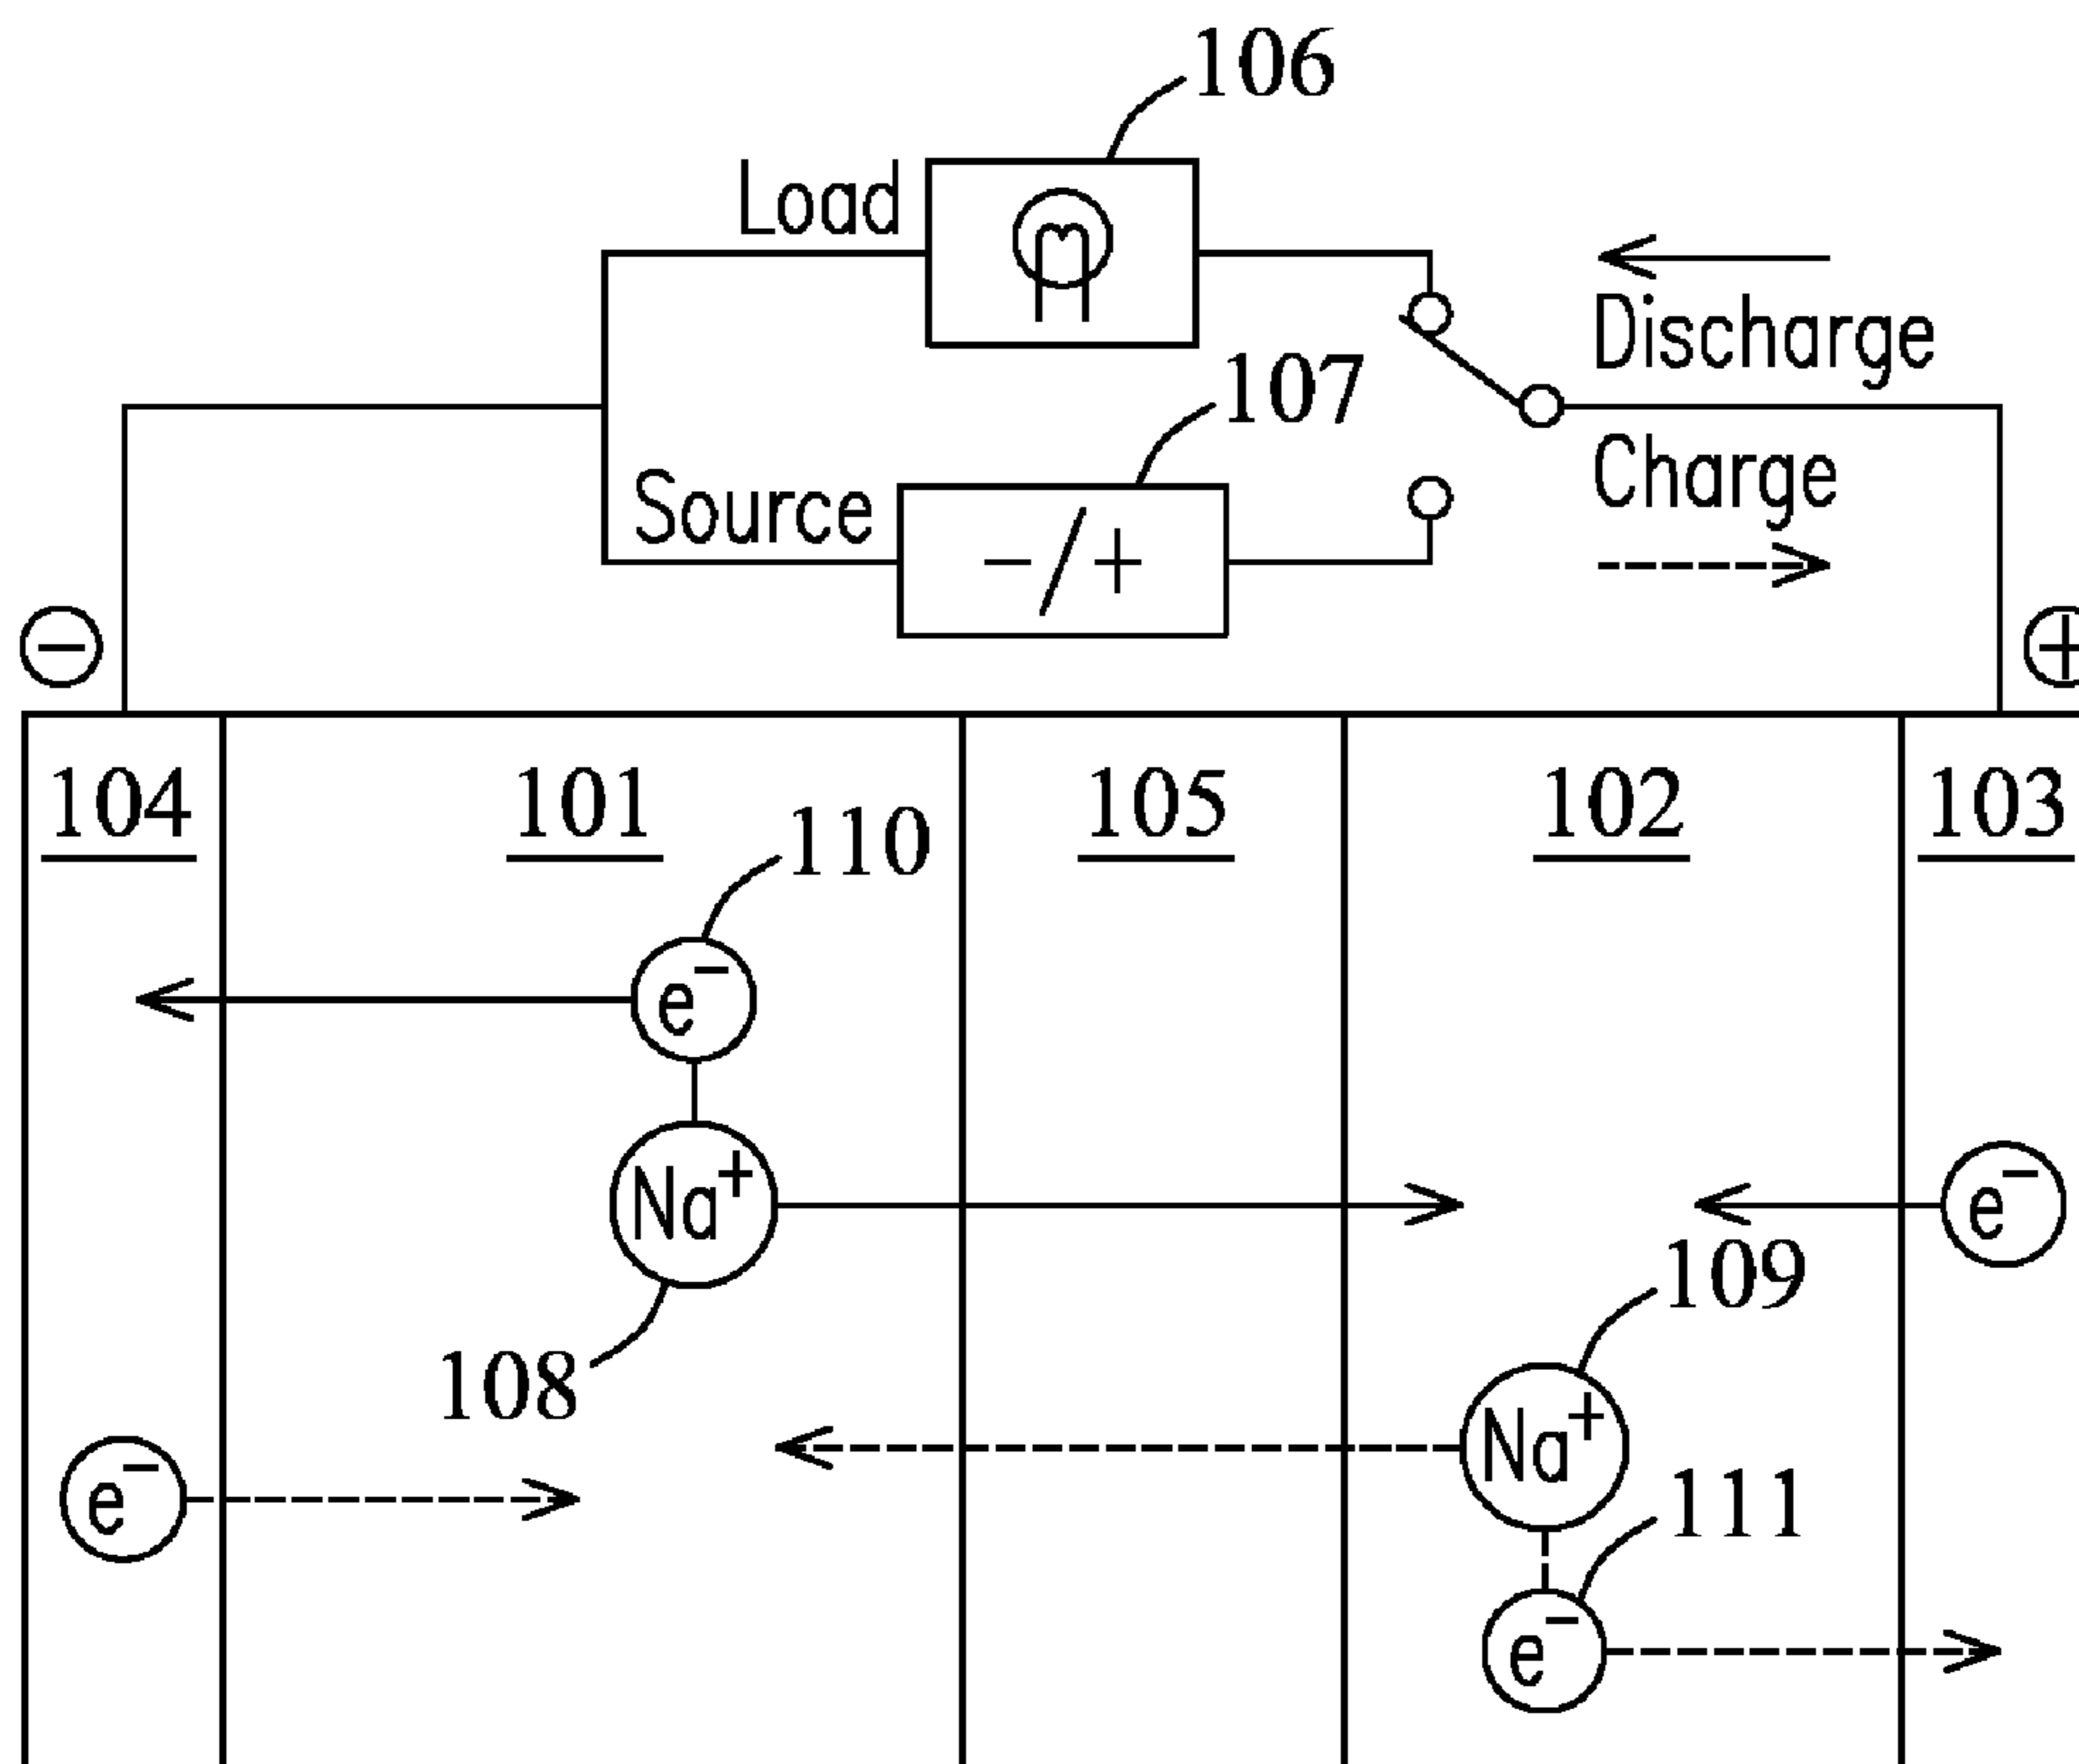 106
Load
Discharge
107
Charge
Source
−/+
− +
104 101 105 102 103
110
e−
Na+ e−
109
108
Na+
e−
111
e−